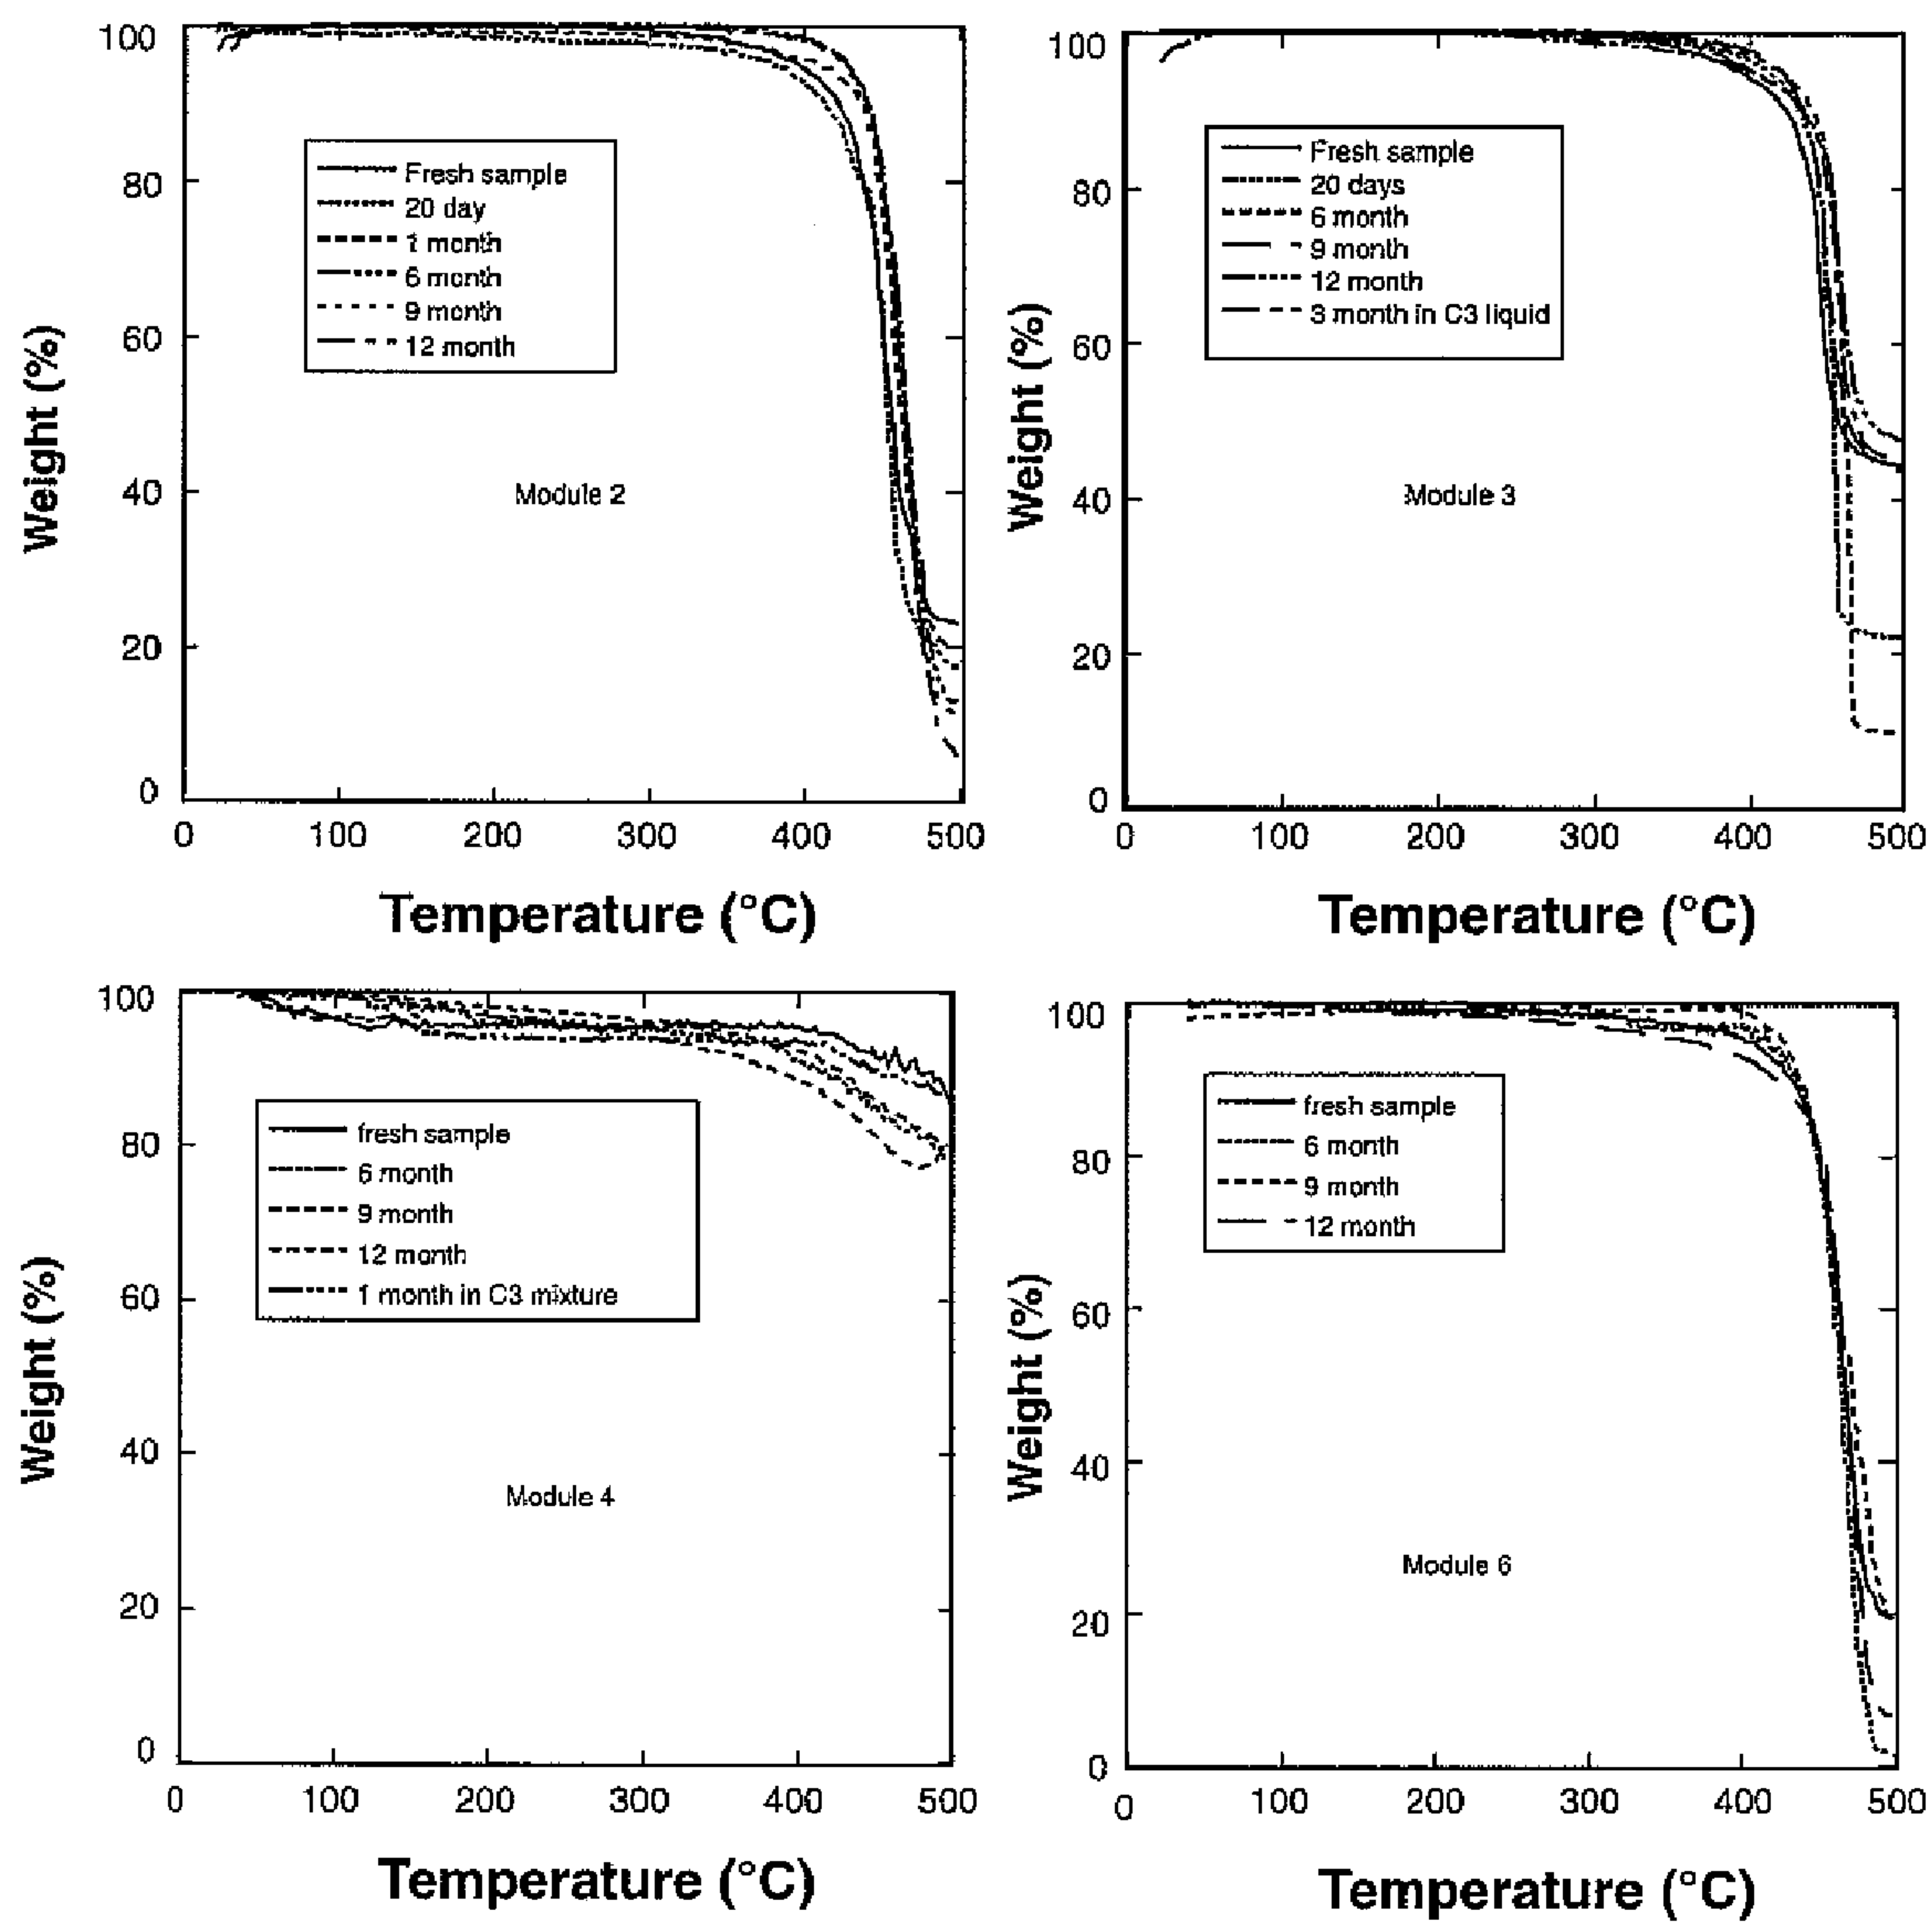 100
80
60
40
20
0
Weight (%)
Fresh sample
20 day
1 month
6 month
9 month
12 month
Module 2
0 100 200 300 400 500
Temperature (°C)
100
80
60
40
20
0
Weight (%)
Fresh sample
20 days
6 month
9 month
12 month
3 month in C3 liquid
Module 3
0 100 200 300 400 500
Temperature (°C)
100
80
60
40
20
0
Weight (%)
fresh sample
6 month
9 month
12 month
1 month in C3 mixture
Module 4
0 100 200 300 400 500
Temperature (°C)
100
80
60
40
20
0
Weight (%)
fresh sample
6 month
9 month
12 month
Module 6
0 100 200 300 400 500
Temperature (°C)